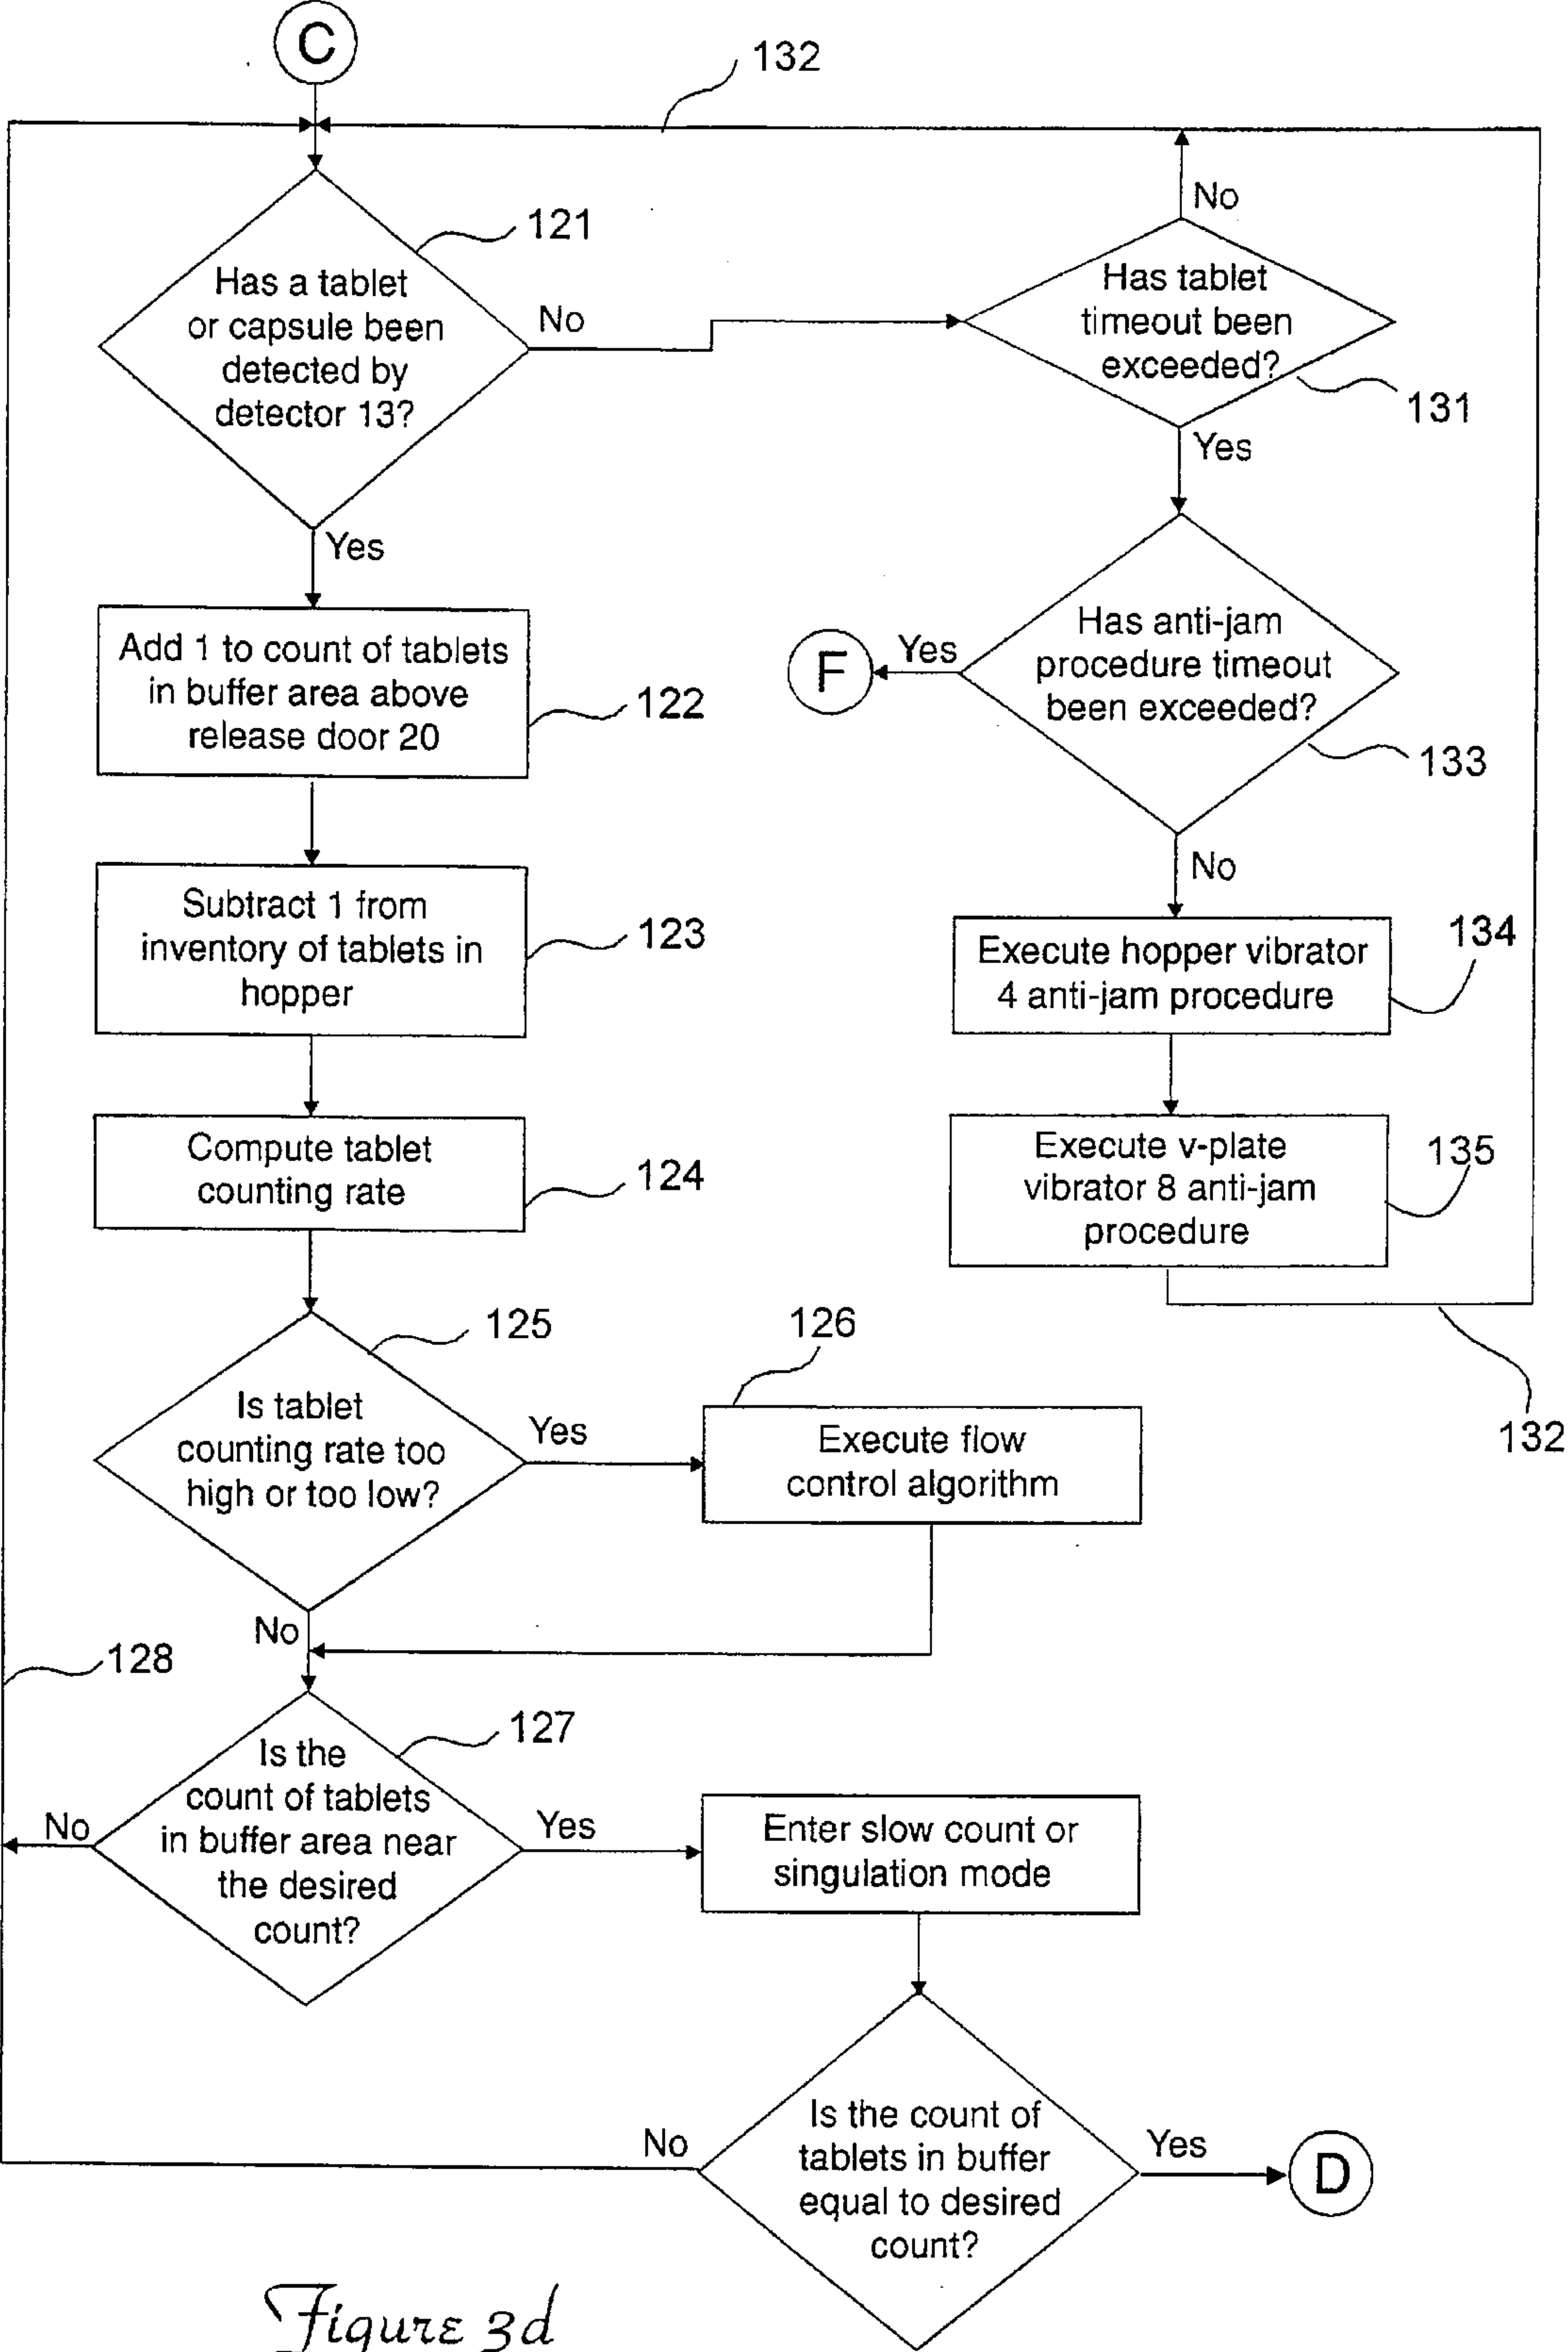 C
132
No
121
Has a tablet
or capsule been
detected by
detector 13?
No
Has tablet
timeout been
exceeded?
131
Yes
Yes
Add 1 to count of tablets
in buffer area above
release door 20
122
Has anti-jam
procedure timeout
been exceeded?
Yes
F
133
No
Subtract 1 from
inventory of tablets in
hopper
123
Execute hopper vibrator
4 anti-jam procedure
134
Compute tablet
counting rate
124
Execute v-plate
vibrator 8 anti-jam
procedure
135
132
125
Is tablet
counting rate too
high or too low?
Yes
126
Execute flow
control algorithm
No
128
127
Is the
count of tablets
in buffer area near
the desired
count?
No
Yes
Enter slow count or
singulation mode
Is the count of
tablets in buffer
equal to desired
count?
No
Yes
D
Figure 3d